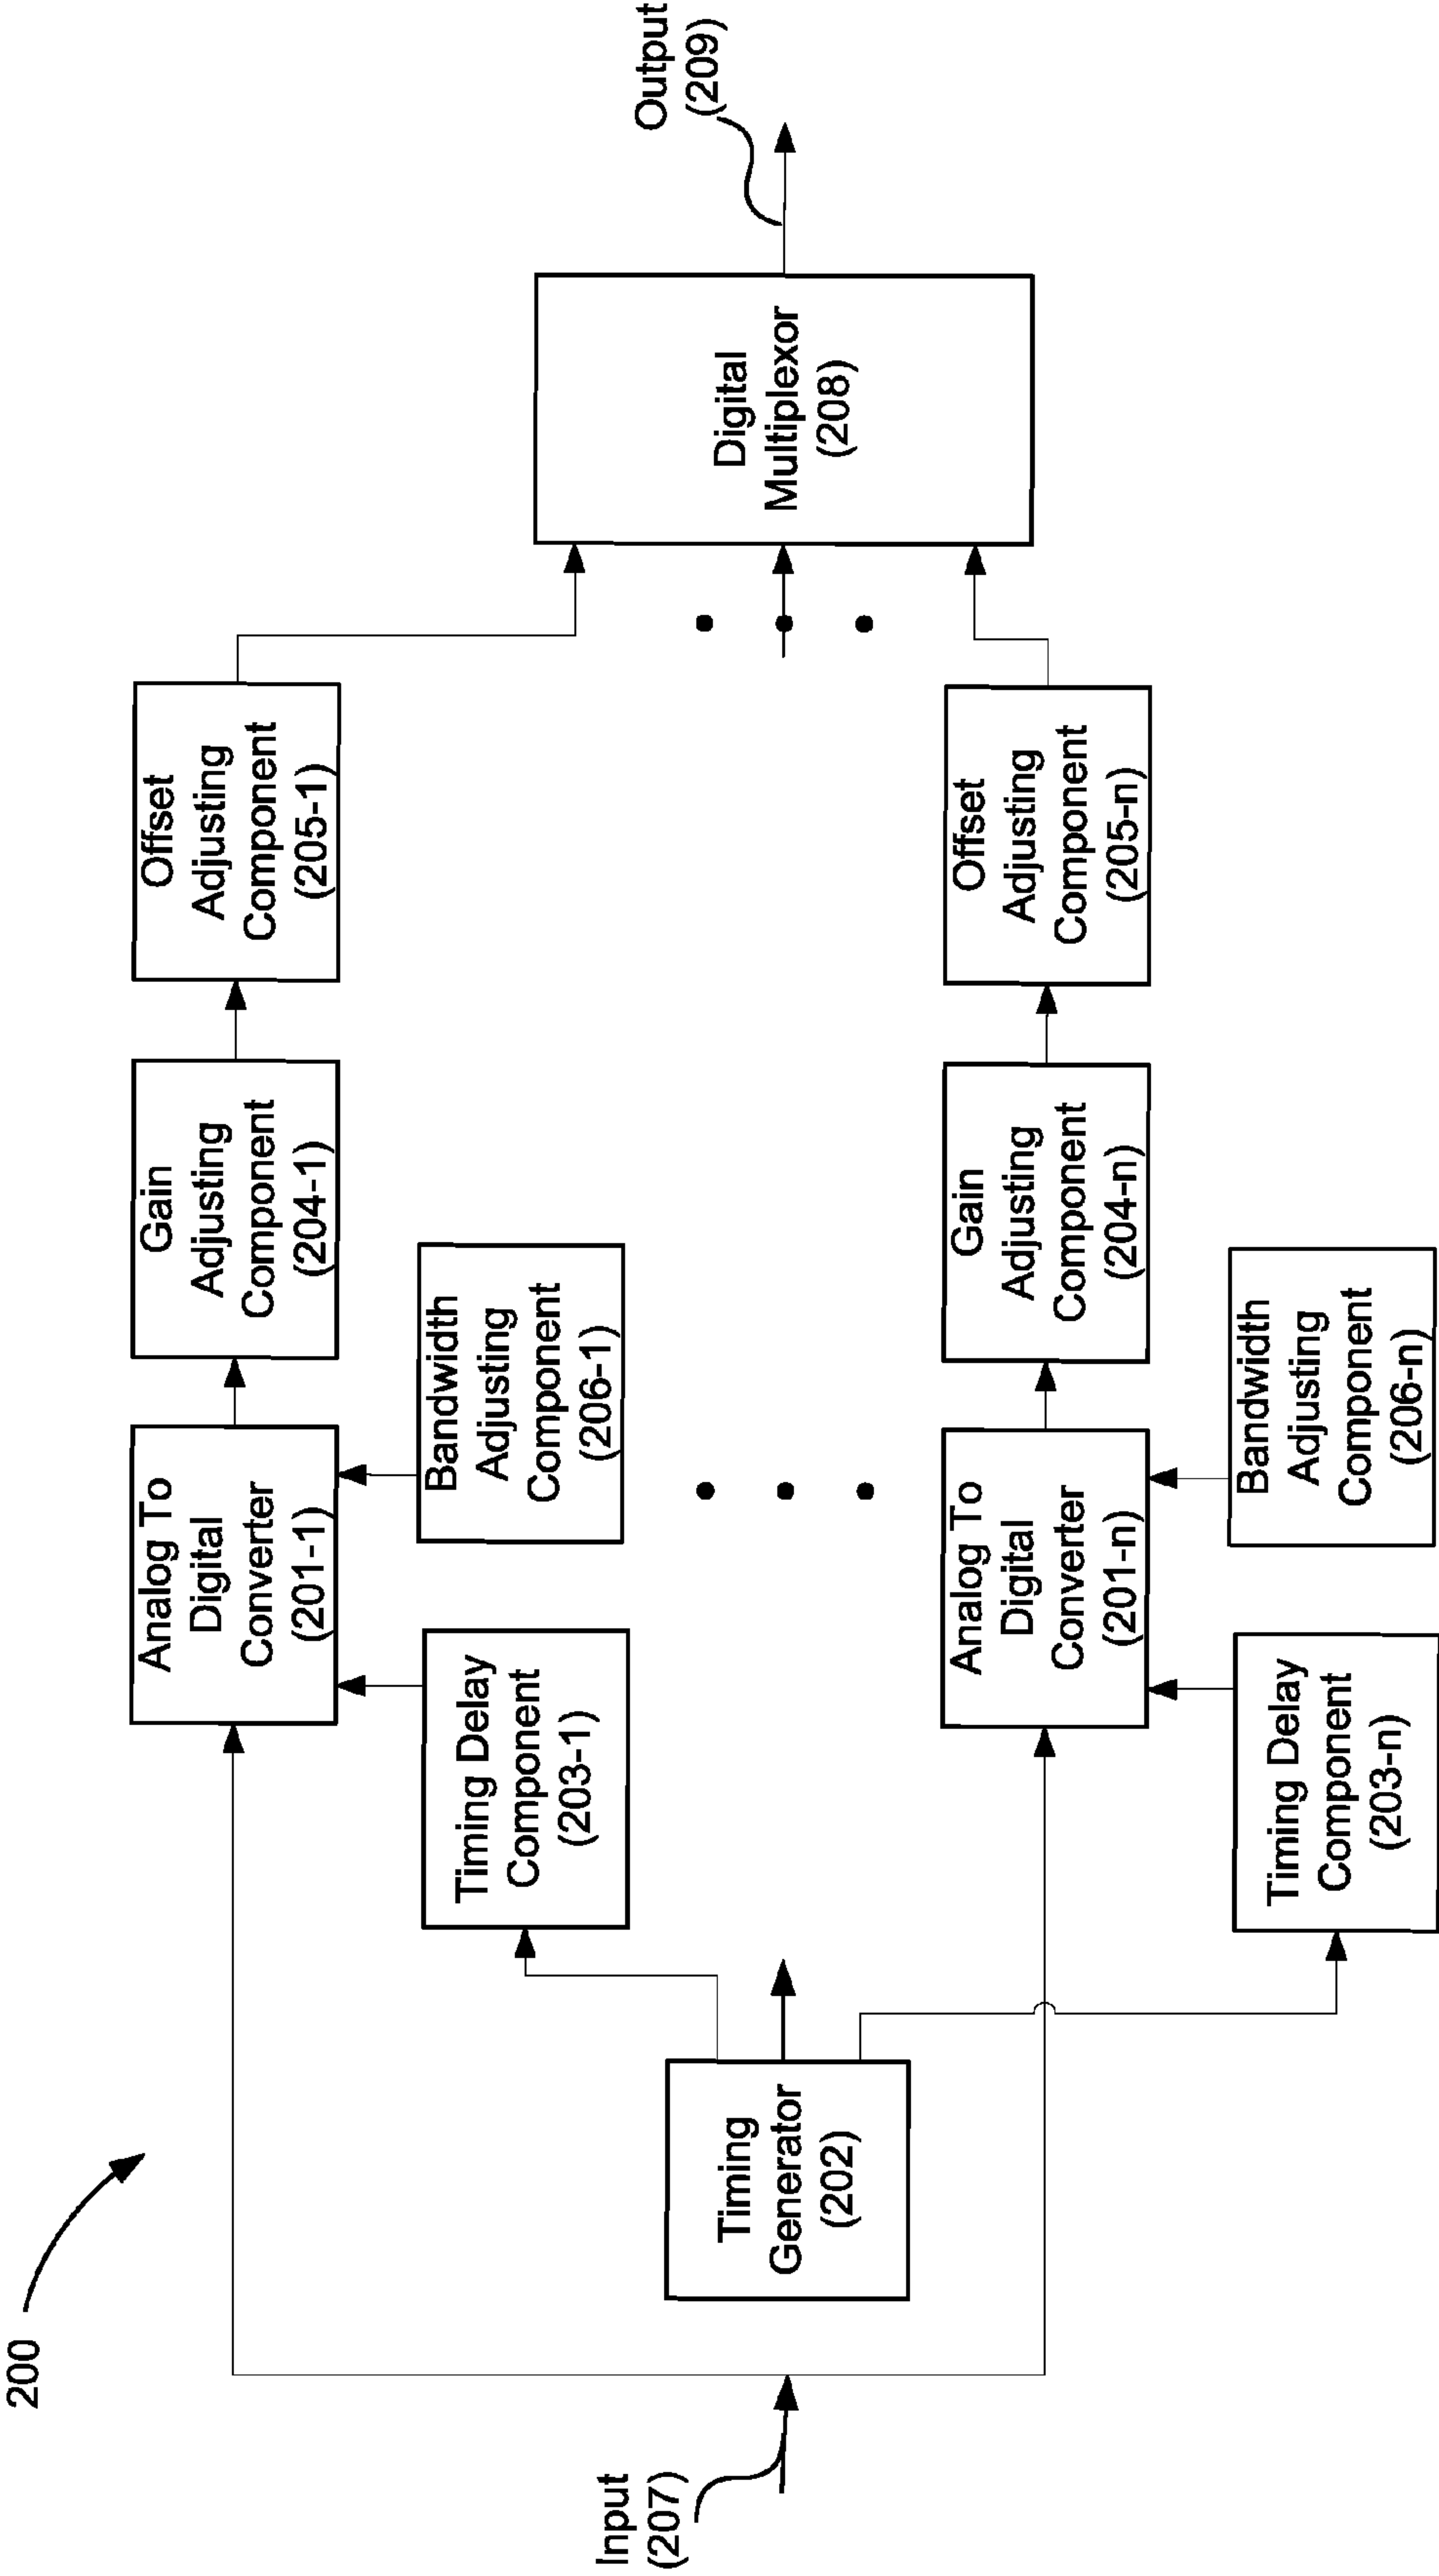 200
Input
(207)
Timing
Generator
(202)
Analog To
Digital
Converter
(201-1)
Timing Delay
Component
(203-1)
Bandwidth
Adjusting
Component
(206-1)
Gain
Adjusting
Component
(204-1)
Offset
Adjusting
Component
(205-1)
Analog To
Digital
Converter
(201-n)
Timing Delay
Component
(203-n)
Bandwidth
Adjusting
Component
(206-n)
Gain
Adjusting
Component
(204-n)
Offset
Adjusting
Component
(205-n)
Digital
Multiplexor
(208)
Output
(209)